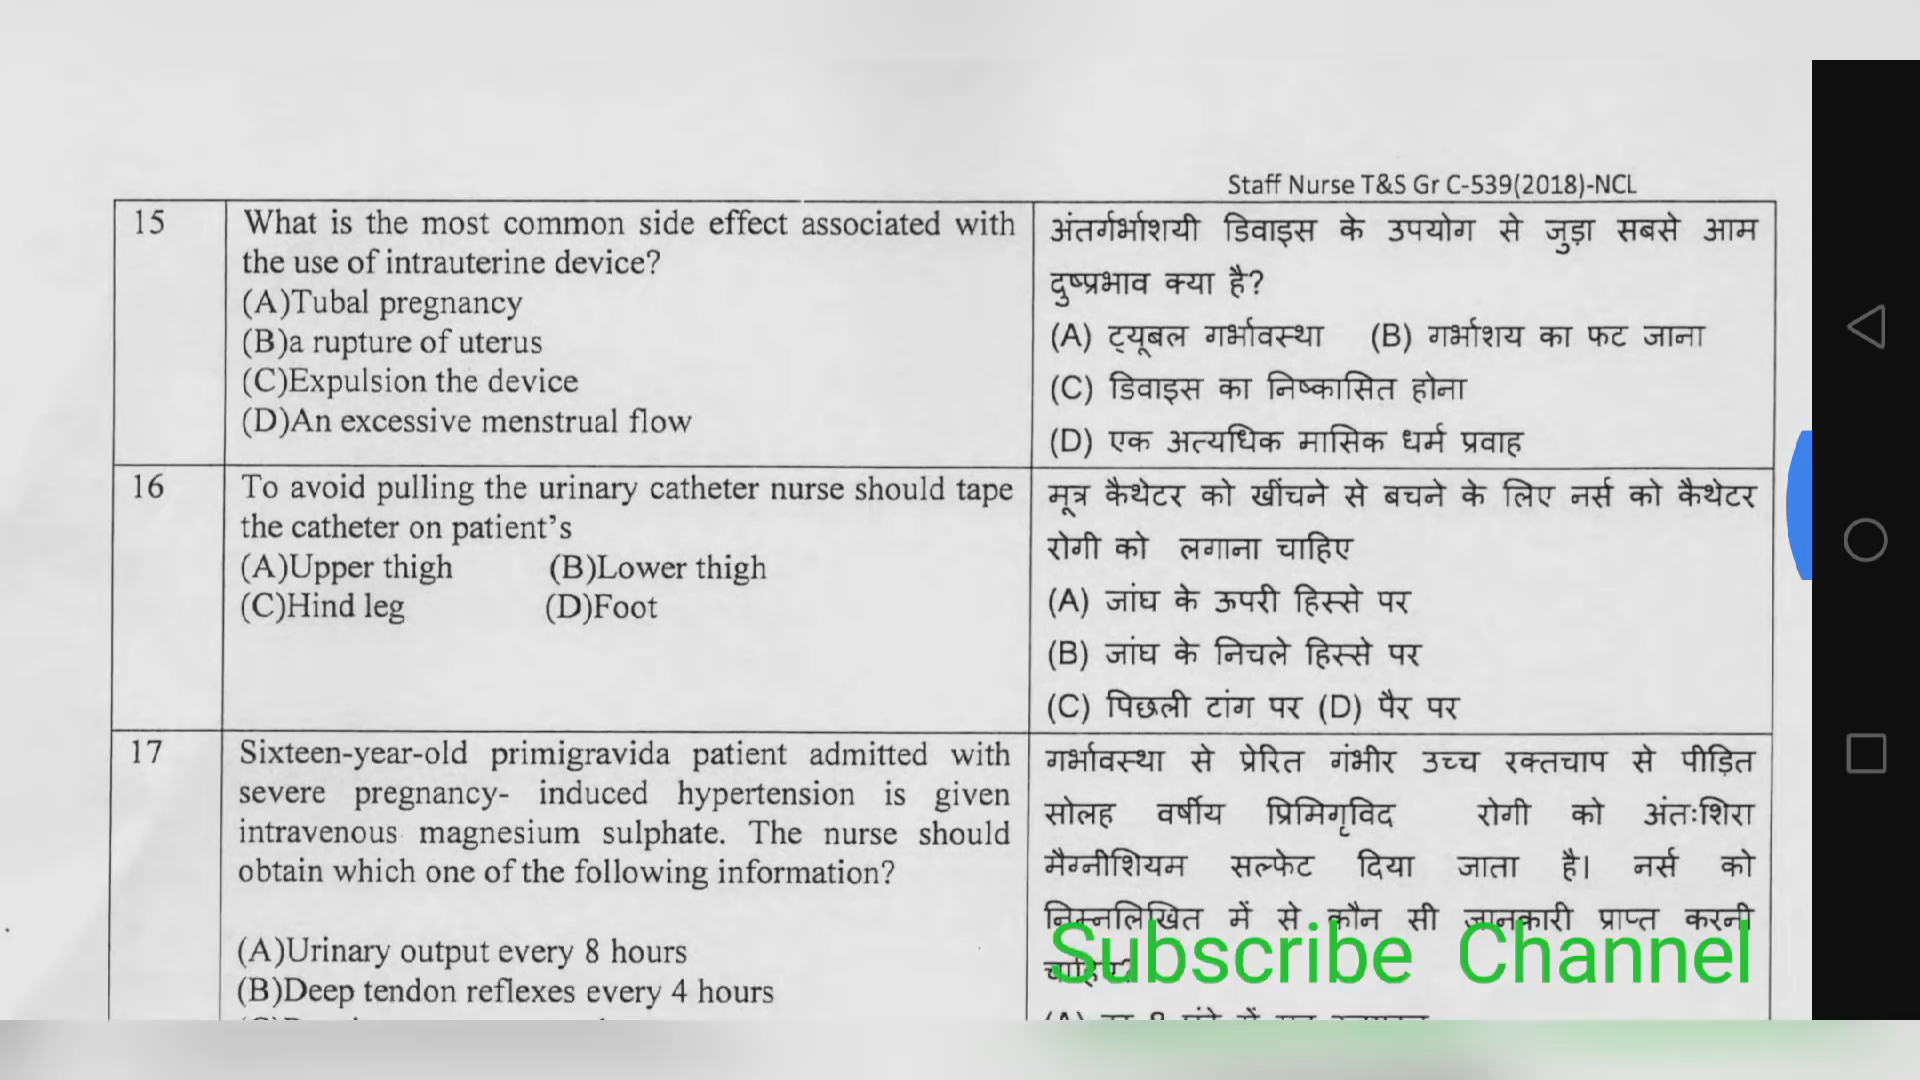 Staff Nurse T&S Gr C-539(2018)-NCL
15
What is the most common side effect associated with
the use of intrauterine device?
(A)Tubal pregnancy
(B)a rupture of uterus
(C)Expulsion the device
(D)An excessive menstrual flow
अंतर्गर्भाशयी डिवाइस के उपयोग से जुड़ा सबसे आम
दुष्प्रभाव क्या है?
(A) ट्यूबल गर्भावस्था (B) गर्भाशय का फट जाना
(C) डिवाइस का निष्कासित होना
(D) एक अत्यधिक मासिक धर्म प्रवाह
16
To avoid pulling the urinary catheter nurse should tape
the catheter on patient's
(A)Upper thigh (B)Lower thigh
(C)Hind leg (D)Foot
मूत्र कैथेटर को खींचने से बचने के लिए नर्स को कैथेटर
रोगी को लगाना चाहिए
(A) जांघ के ऊपरी हिस्से पर
(B) जांघ के निचले हिस्से पर
(C) पिछली टांग पर (D) पैर पर
17
Sixteen-year-old primigravida patient admitted with
severe pregnancy- induced hypertension is given
intravenous magnesium sulphate. The nurse should
obtain which one of the following information?
(A)Urinary output every 8 hours
(B)Deep tendon reflexes every 4 hours
गर्भावस्था से प्रेरित गंभीर उच्च रक्तचाप से पीड़ित
सोलह वर्षीय प्रिमिगृविद रोगी को अंतःशिरा
मैग्नीशियम सल्फेट दिया जाता है। नर्स को
निम्नलिखित में से कौन सी जानकारी प्राप्त करनी
चाहिए?
Subscribe Channel